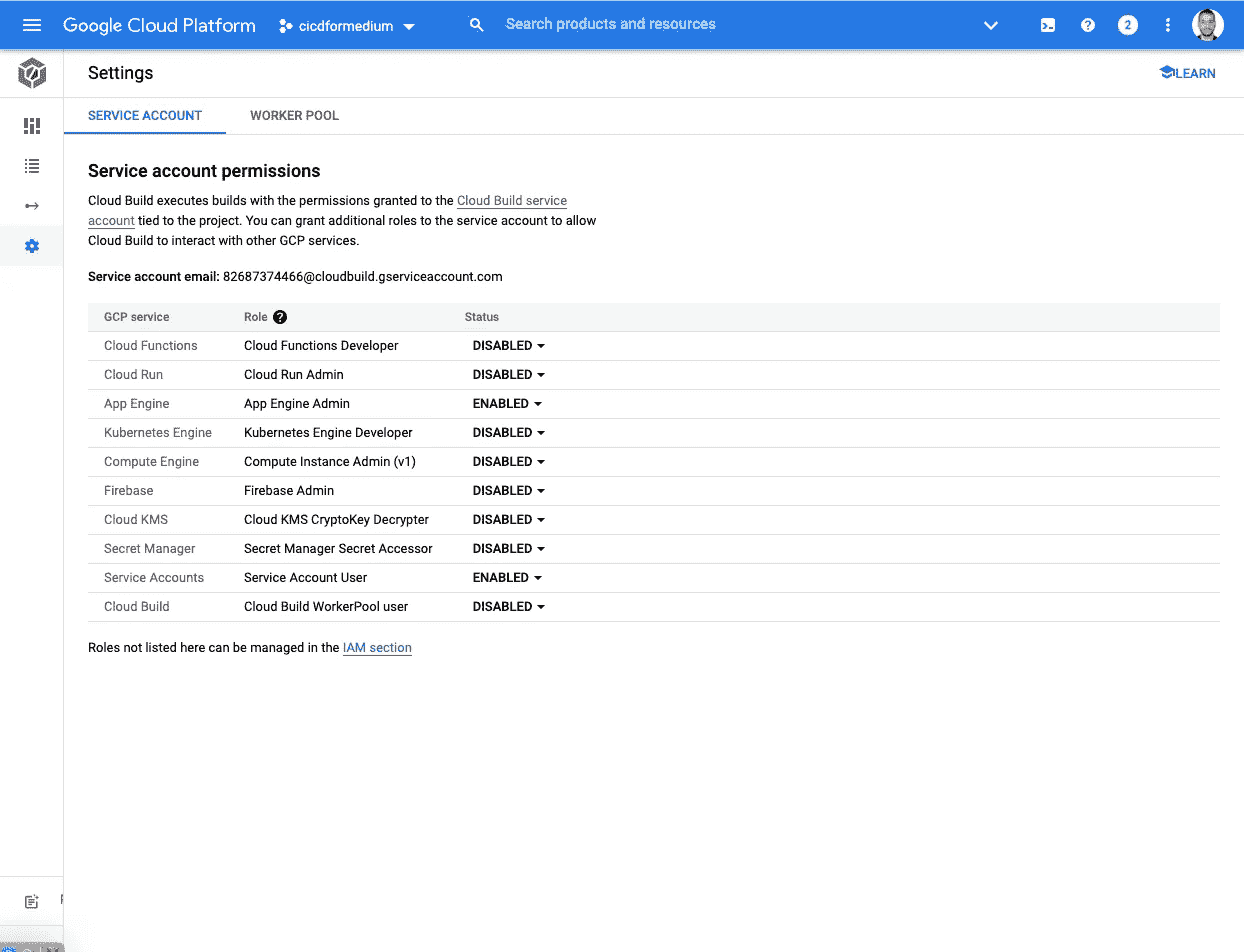 Google Cloud Platform cicdformedium Search products and resources 2
Settings LEARN
SERVICE ACCOUNT WORKER POOL
Service account permissions
Cloud Build executes builds with the permissions granted to the Cloud Build service
account tied to the project. You can grant additional roles to the service account to allow
Cloud Build to interact with other GCP services.
Service account email: 82687374466@cloudbuild.gserviceaccount.com
GCP service Role ? Status
Cloud Functions Cloud Functions Developer DISABLED
Cloud Run Cloud Run Admin DISABLED
App Engine App Engine Admin ENABLED
Kubernetes Engine Kubernetes Engine Developer DISABLED
Compute Engine Compute Instance Admin (v1) DISABLED
Firebase Firebase Admin DISABLED
Cloud KMS Cloud KMS CryptoKey Decrypter DISABLED
Secret Manager Secret Manager Secret Accessor DISABLED
Service Accounts Service Account User ENABLED
Cloud Build Cloud Build WorkerPool user DISABLED
Roles not listed here can be managed in the IAM section